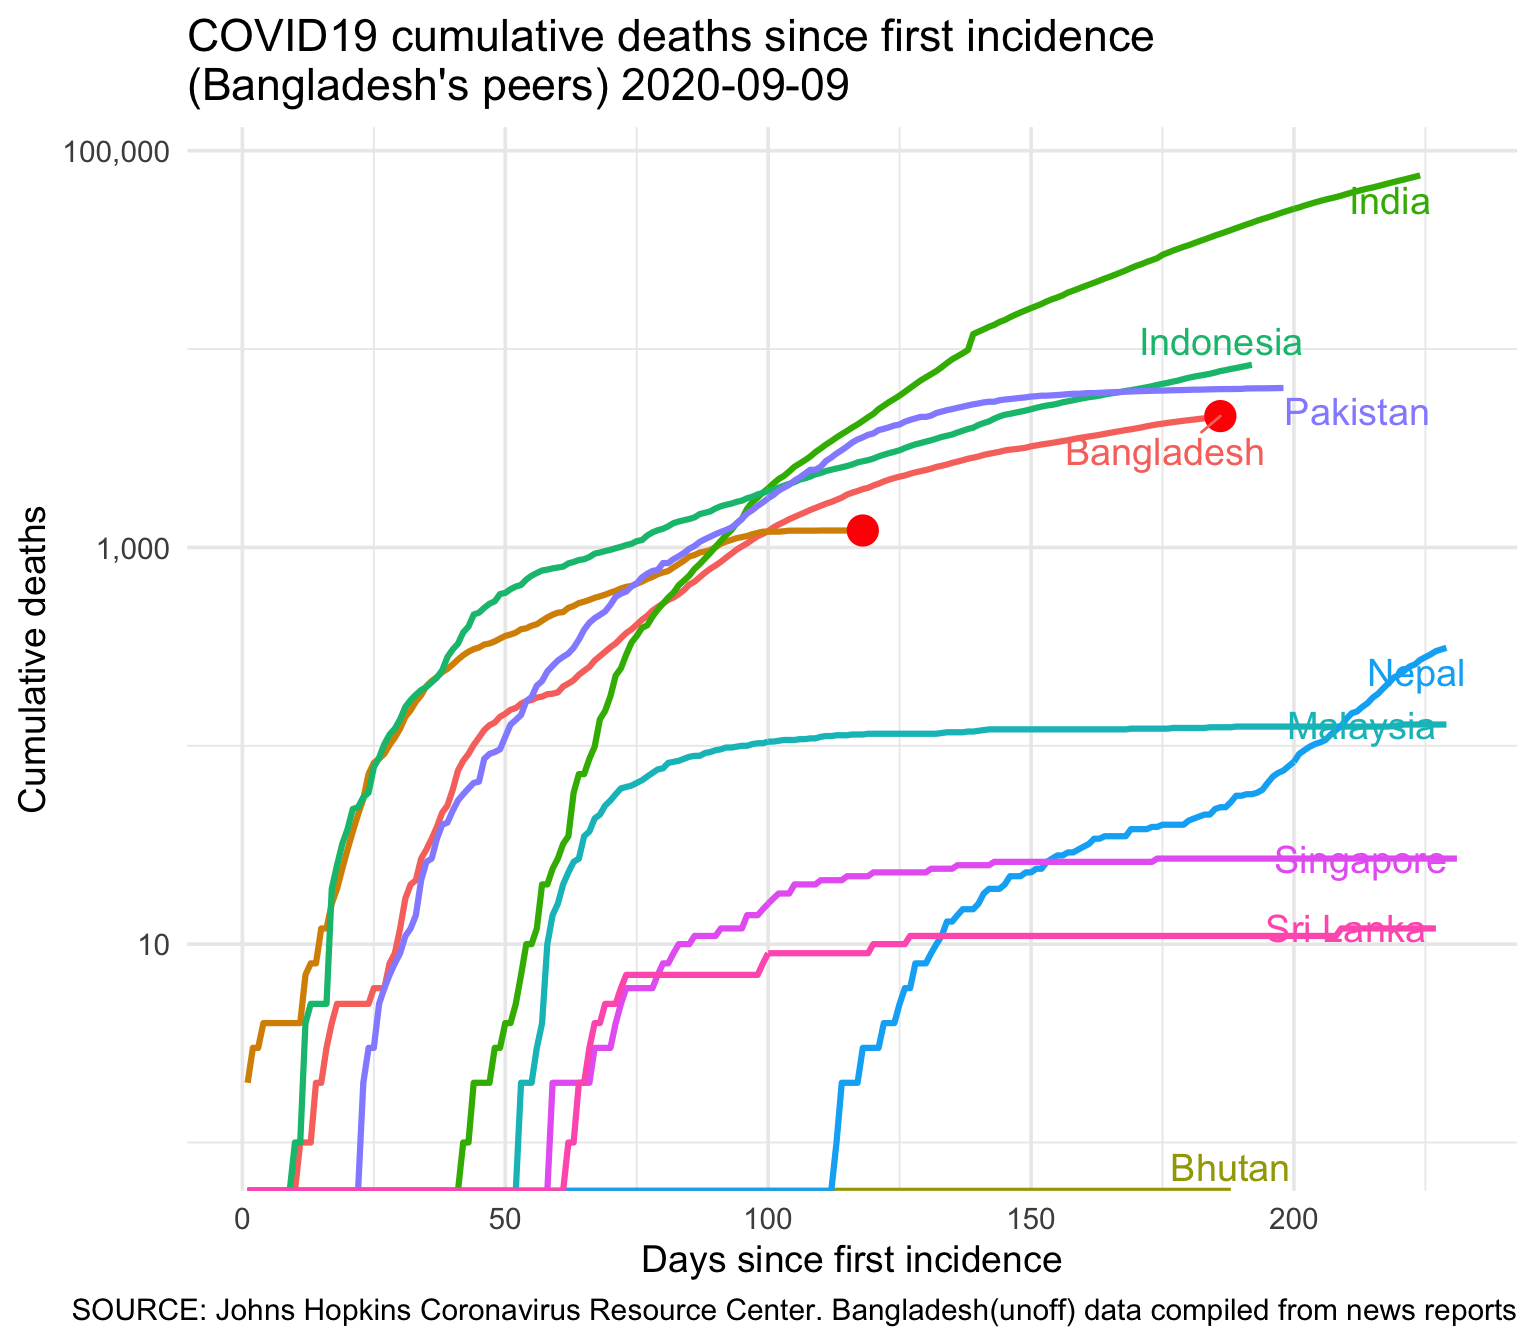 COVID19 cumulative deaths since first incidence
(Bangladesh's peers) 2020-09-09
100,000
1,000
10
Cumulative deaths
India
Indonesia
Pakistan
Bangladesh
Nepal
Malaysia
Singapore
Sri Lanka
Bhutan
0 50 100 150 200
Days since first incidence
SOURCE: Johns Hopkins Coronavirus Resource Center. Bangladesh(unoff) data compiled from news reports